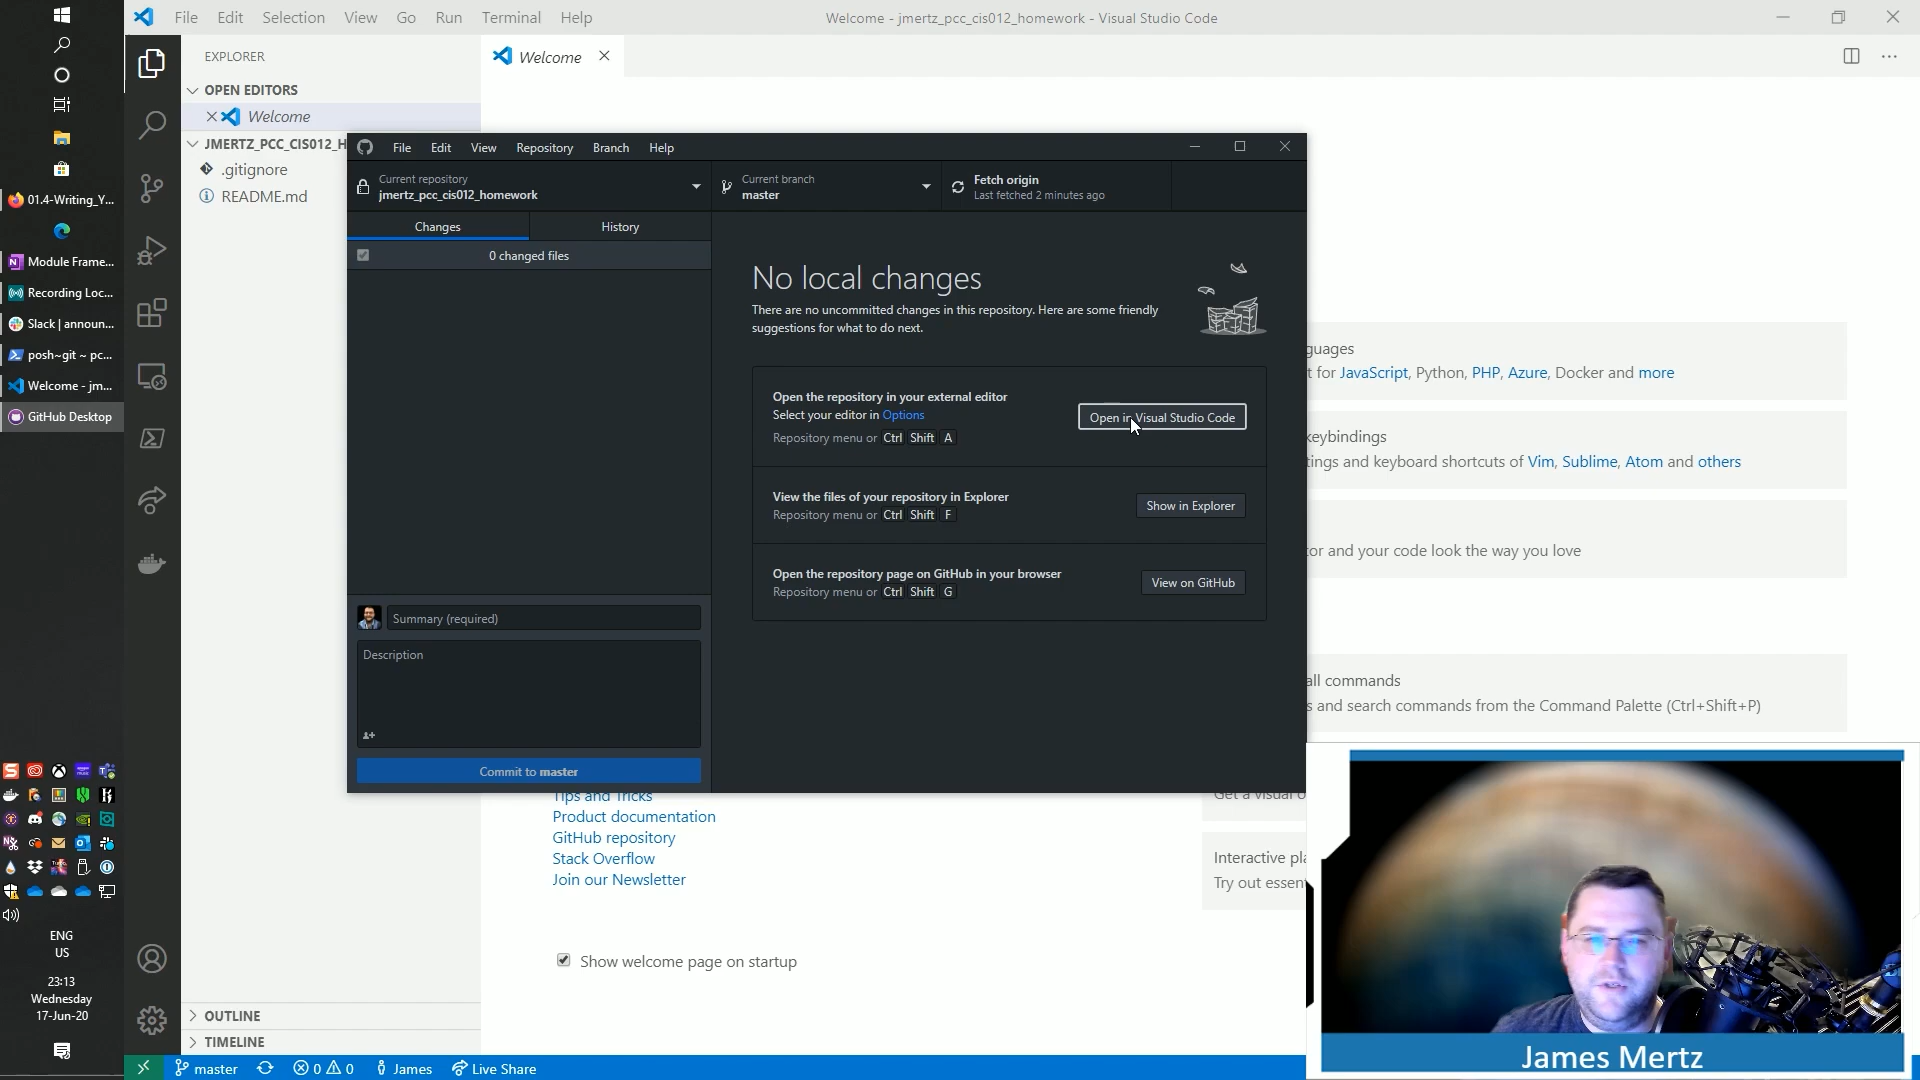 File Edit Selection View Go Run Terminal Help
Welcome - jmertz_pcc_cis012_homework - Visual Studio Code
EXPLORER
Welcome
OPEN EDITORS
Welcome
JMERTZ_PCC_CIS012_H
.gitignore
README.md
01.4-Writing_Y...
Module Frame...
Recording Loc...
Slack | announ...
posh~git ~ pc...
Welcome - jm...
GitHub Desktop
File Edit View Repository Branch Help
Current repository
jmertz_pcc_cis012_homework
Current branch
master
Fetch origin
Last fetched 2 minutes ago
Changes
History
0 changed files
No local changes
There are no uncommitted changes in this repository. Here are some friendly
suggestions for what to do next.
Open the repository in your external editor
Select your editor in Options
Repository menu or Ctrl Shift A
Open in Visual Studio Code
View the files of your repository in Explorer
Repository menu or Ctrl Shift F
Show in Explorer
Open the repository page on GitHub in your browser
Repository menu or Ctrl Shift G
View on GitHub
Summary (required)
Description
Commit to master
guages
t for JavaScript, Python, PHP, Azure, Docker and more
keybindings
tings and keyboard shortcuts of Vim, Sublime, Atom and others
or and your code look the way you love
all commands
s and search commands from the Command Palette (Ctrl+Shift+P)
Tips and Tricks
Product documentation
GitHub repository
Stack Overflow
Join our Newsletter
Get a visual o
Interactive pla
Try out essen
Show welcome page on startup
OUTLINE
TIMELINE
ENG
US
23:13
Wednesday
17-Jun-20
master
0
0
James
Live Share
James Mertz